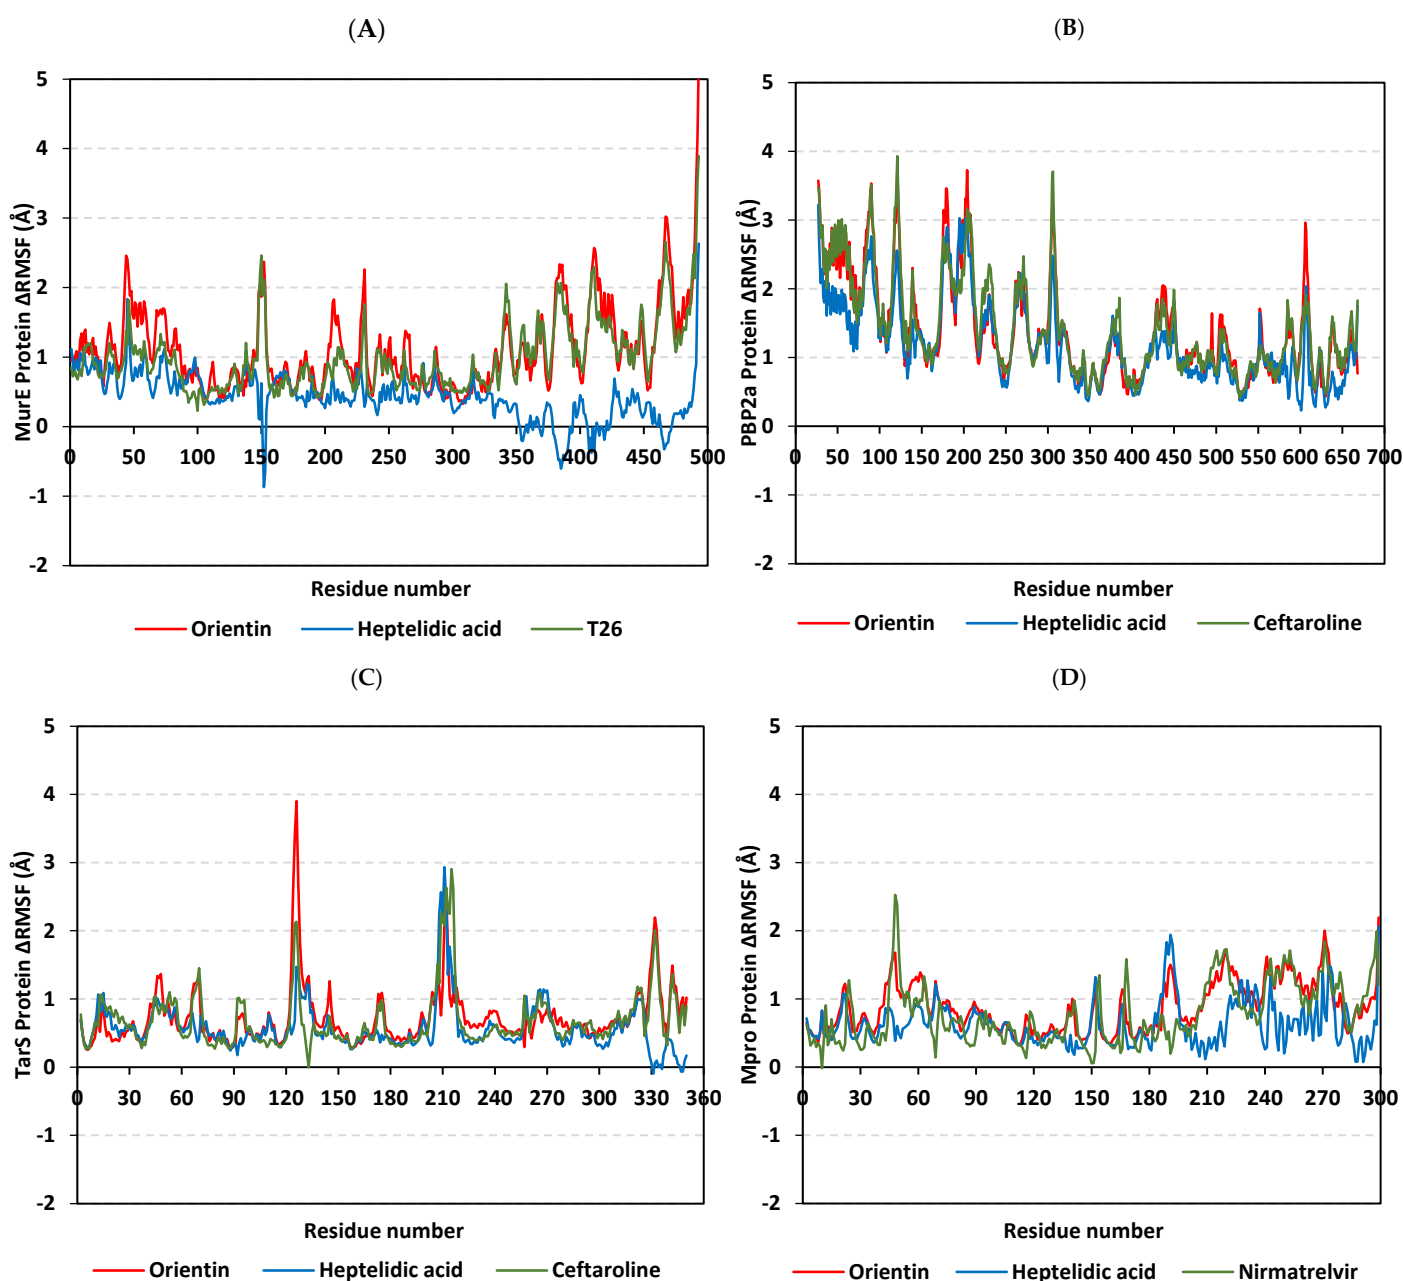 (A)
5
4
3
2
1
0
-1
-2
MurE Protein ΔRMSF (Å)
0 50 100 150 200 250 300 350 400 450 500
Residue number
Orientin Heptelidic acid T26
(B)
5
4
3
2
1
0
-1
-2
PBP2a Protein ΔRMSF (Å)
0 50 100 150 200 250 300 350 400 450 500 550 600 650 700
Residue number
Orientin Heptelidic acid Ceftaroline
(C)
5
4
3
2
1
0
-1
-2
TarS Protein ΔRMSF (Å)
0 30 60 90 120 150 180 210 240 270 300 330 360
Residue number
Orientin Heptelidic acid Ceftaroline
(D)
5
4
3
2
1
0
-1
-2
Mpro Protein ΔRMSF (Å)
0 30 60 90 120 150 180 210 240 270 300
Residue number
Orientin Heptelidic acid Nirmatrelvir